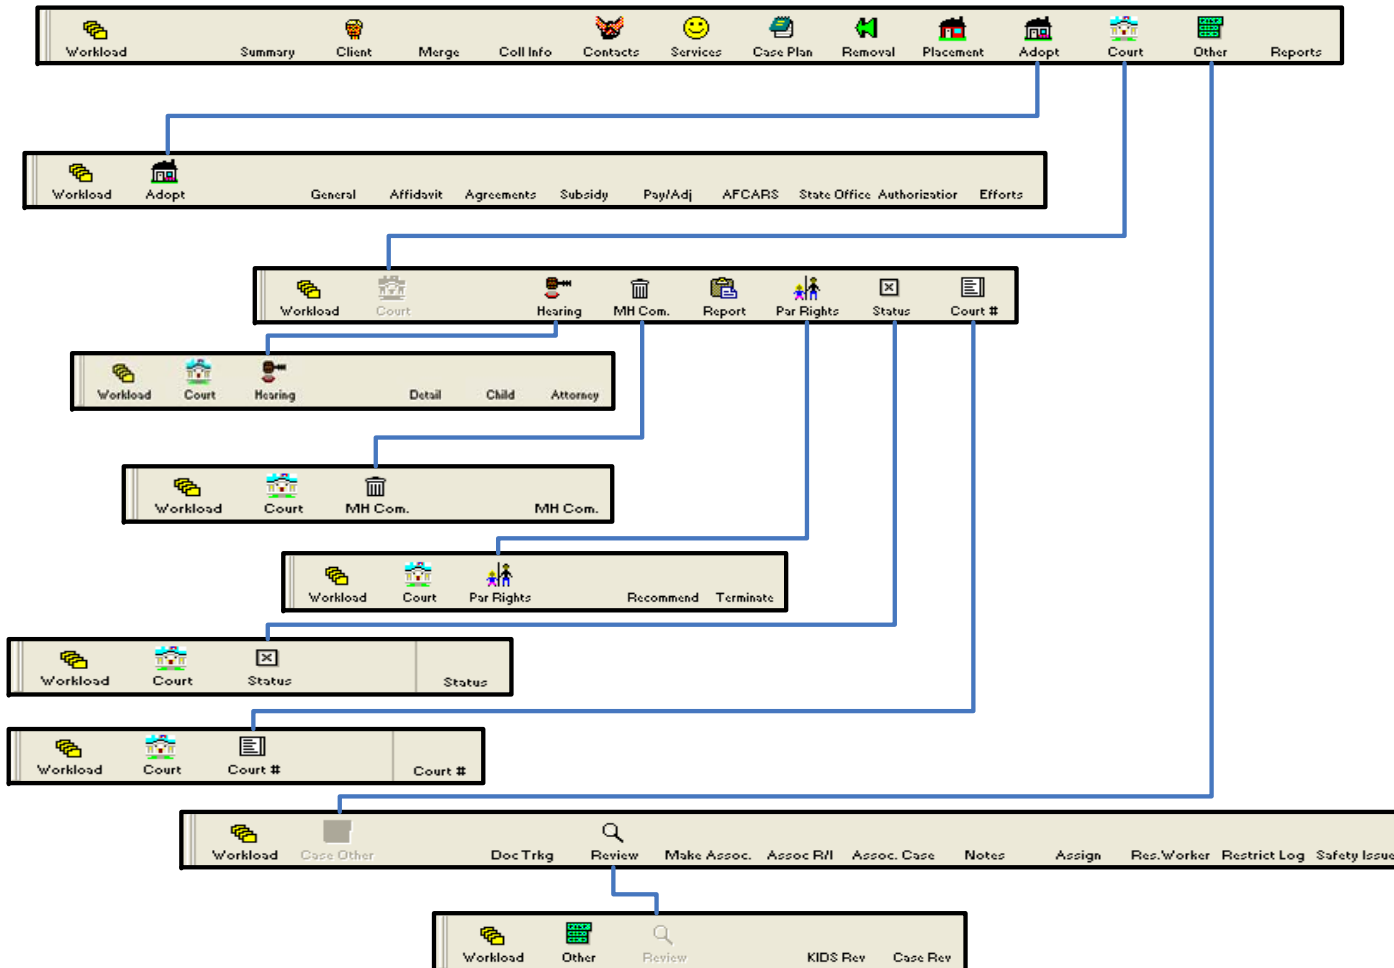 Workload Summary Client Merge Coll Info Contacts Services Case Plan Removal Placement Adopt Court Other Reports
Workload Adopt General Affidavit Agreements Subsidy Pay/Adj AFCARS State Office Authorizatior Efforts
Workload Court Hearing MH Com. Report Par Rights Status Court #
Workload Court Hearing Detail Child Attorney
Workload Court MH Com. MH Com.
Workload Court Par Rights Recommend Terminate
Workload Court Status Status
Workload Court Court # Court #
Workload Case Other Doc Trkg Review Make Assoc. Assoc R/I Assoc. Case Notes Assign Res.Worker Restrict Log Safety Issue
Workload Other Review KIDS Rev Case Rev